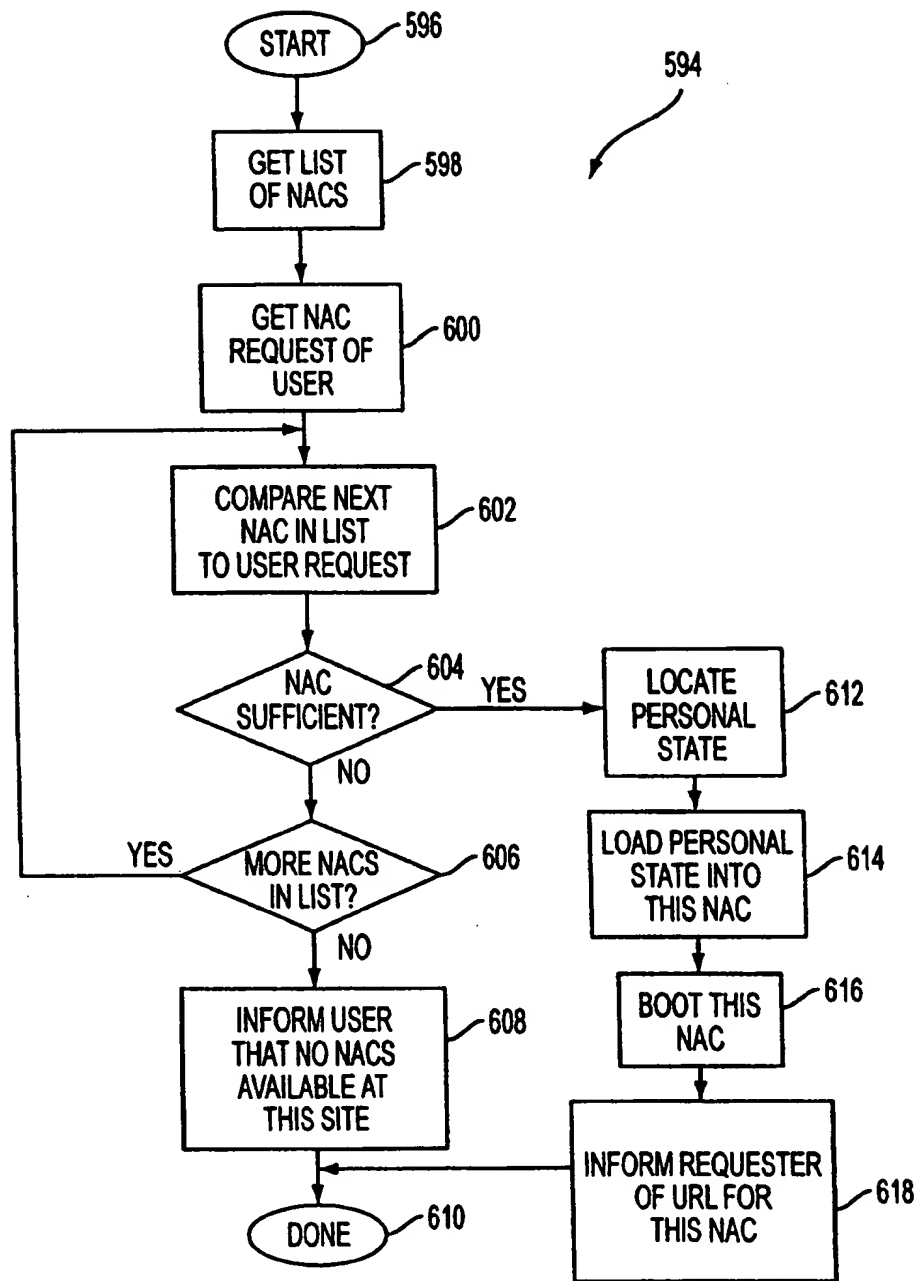 START
596
594
GET LIST
OF NACS
598
GET NAC
REQUEST OF
USER
600
COMPARE NEXT
NAC IN LIST
TO USER REQUEST
602
NAC
SUFFICIENT?
604
YES
NO
LOCATE
PERSONAL
STATE
612
YES
MORE NACS
IN LIST?
606
NO
LOAD PERSONAL
STATE INTO
THIS NAC
614
BOOT THIS
NAC
616
INFORM USER
THAT NO NACS
AVAILABLE AT
THIS SITE
608
INFORM REQUESTER
OF URL FOR
THIS NAC
618
DONE
610